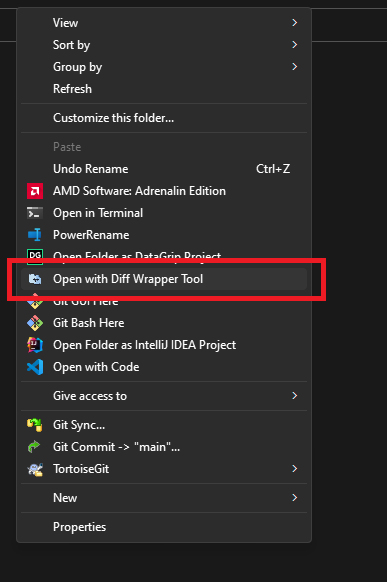 View
Sort by
Group by
Refresh
Customize this folder...
Paste
Undo Rename Ctrl+Z
AMD Software: Adrenalin Edition
Open in Terminal
PowerRename
DG Open Folder as DataGrip Project
Open with Diff Wrapper Tool
Git GUI Here
Git Bash Here
Open Folder as IntelliJ IDEA Project
Open with Code
Give access to
Git Sync...
Git Commit -> "main"...
TortoiseGit
New
Properties